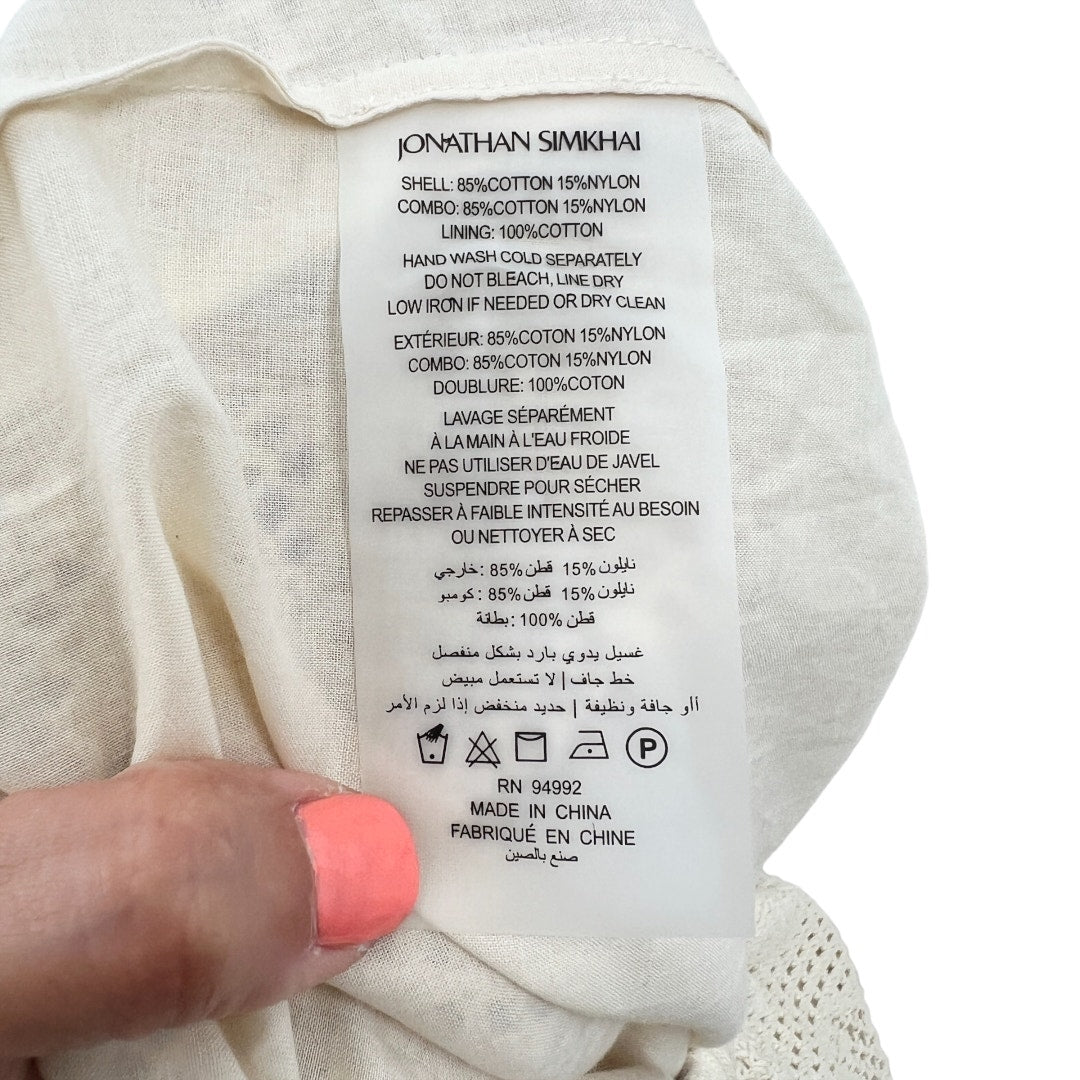 JONATHAN SIMKHAI
SHELL: 85%COTTON 15%NYLON
COMBO: 85%COTTON 15%NYLON
LINING: 100%COTTON
HAND WASH COLD SEPARATELY
DO NOT BLEACH, LINE DRY
LOW IRON IF NEEDED OR DRY CLEAN
EXTÉRIEUR: 85%COTON 15%NYLON
COMBO: 85%COTON 15%NYLON
DOUBLURE: 100%COTON
LAVAGE SÉPARÉMENT
À LA MAIN À L'EAU FROIDE
NE PAS UTILISER D'EAU DE JAVEL
SUSPENDRE POUR SÉCHER
REPASSER À FAIBLE INTENSITÉ AU BESOIN
OU NETTOYER À SEC
خارجي: 85% قطن 15% نايلون
كومبو: 85% قطن 15% نايلون
بطانة: 100% قطن
غسيل يدوي بارد بشكل منفصل
خط جاف | لا تستعمل مبيض
أأو جافة ونظيفة | حديد منخفض إذا لزم الأمر
P
RN 94992
MADE IN CHINA
FABRIQUÉ EN CHINE
صنع بالصين